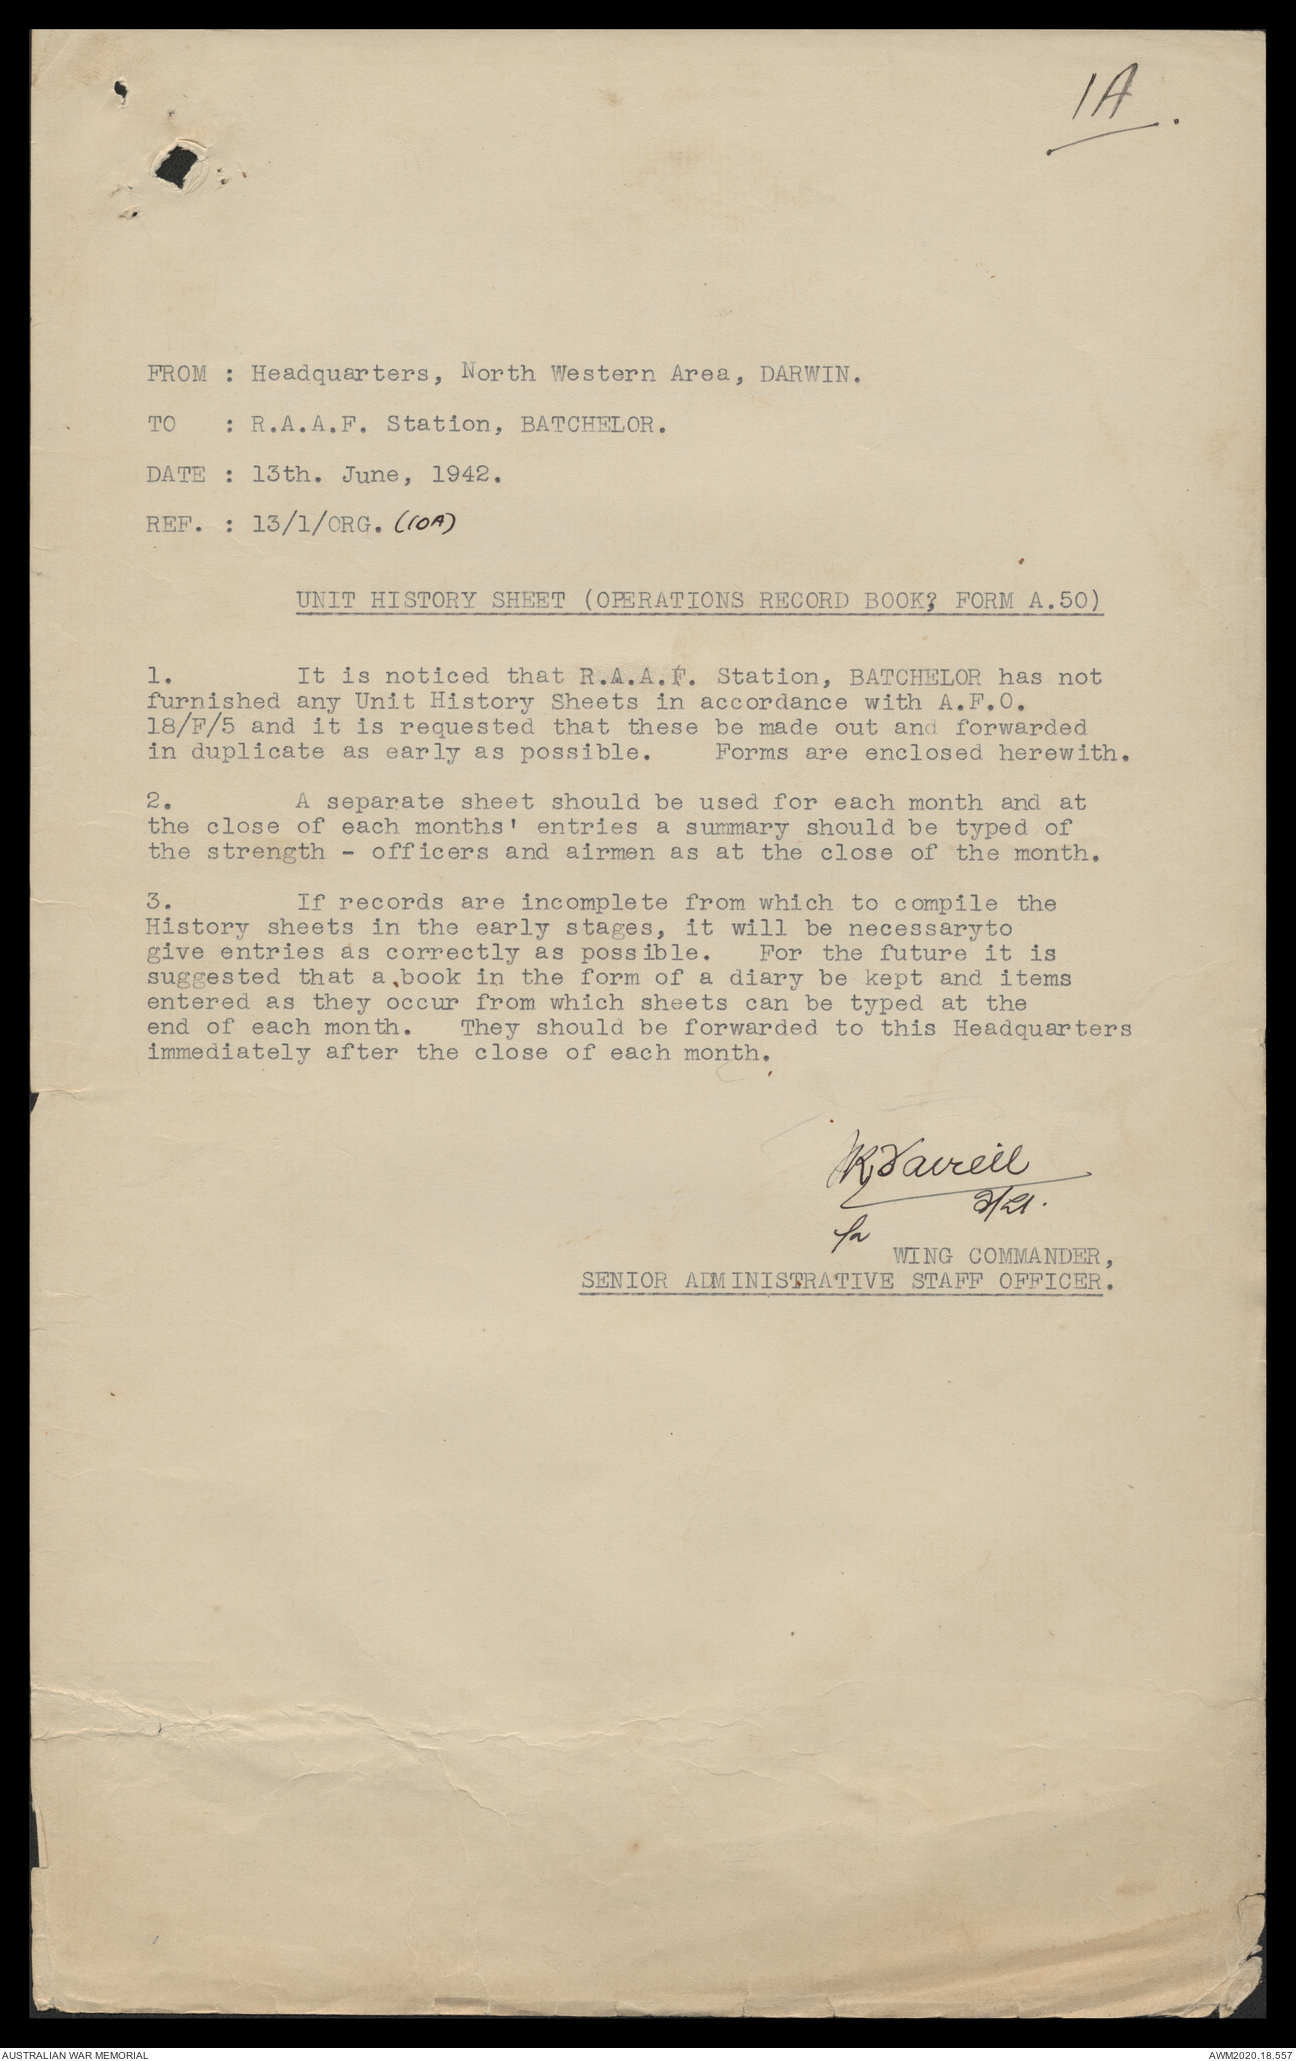 1A.
FROM : Headquarters, North Western Area, DARWIN.
TO : R.A.A.F. Station, BATCHELOR.
DATE : 13th. June, 1942.
REF. : 13/1/ORG. (10A)
UNIT HISTORY SHEET (OPERATIONS RECORD BOOK? FORM A.50)
1. It is noticed that R.A.A.F. Station, BATCHELOR has not
furnished any Unit History Sheets in accordance with A.F.O.
18/F/5 and it is requested that these be made out and forwarded
in duplicate as early as possible. Forms are enclosed herewith.
2. A separate sheet should be used for each month and at
the close of each months' entries a summary should be typed of
the strength - officers and airmen as at the close of the month.
3. If records are incomplete from which to compile the
History sheets in the early stages, it will be necessaryto
give entries as correctly as possible. For the future it is
suggested that a book in the form of a diary be kept and items
entered as they occur from which sheets can be typed at the
end of each month. They should be forwarded to this Headquarters
immediately after the close of each month.
WING COMMANDER,
SENIOR ADMINISTRATIVE STAFF OFFICER.
AUSTRALIAN WAR MEMORIAL
AWM2020.18.557